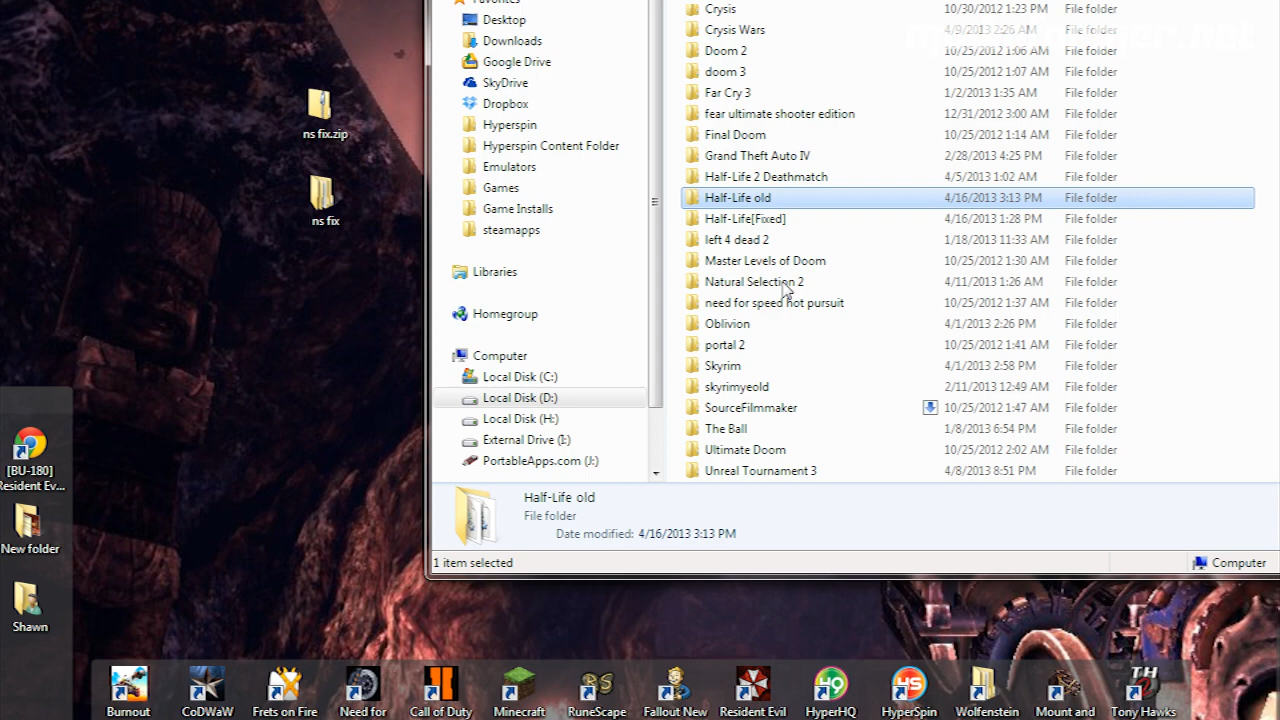 Favorites
Desktop
Downloads
Google Drive
SkyDrive
Dropbox
Hyperspin
Hyperspin Content Folder
Emulators
Games
Game Installs
steamapps
Libraries
Homegroup
Computer
Local Disk (C:)
Local Disk (D:)
Local Disk (H:)
External Drive (I:)
PortableApps.com (J:)
Crysis 10/30/2012 1:23 PM File folder
Crysis Wars 4/9/2013 2:26 AM File folder
Doom 2 10/25/2012 1:06 AM File folder
doom 3 10/25/2012 1:07 AM File folder
Far Cry 3 1/2/2013 1:35 AM File folder
fear ultimate shooter edition 12/31/2012 3:00 AM File folder
Final Doom 10/25/2012 1:14 AM File folder
Grand Theft Auto IV 2/28/2013 4:25 PM File folder
Half-Life 2 Deathmatch 4/5/2013 1:02 AM File folder
Half-Life old 4/16/2013 3:13 PM File folder
Half-Life[Fixed] 4/16/2013 1:28 PM File folder
left 4 dead 2 1/18/2013 11:33 AM File folder
Master Levels of Doom 10/25/2012 1:30 AM File folder
Natural Selection 2 4/11/2013 1:26 AM File folder
need for speed hot pursuit 10/25/2012 1:37 AM File folder
Oblivion 4/1/2013 2:26 PM File folder
portal 2 10/25/2012 1:41 AM File folder
Skyrim 4/1/2013 2:58 PM File folder
skyrimyeold 2/11/2013 12:49 AM File folder
SourceFilmmaker 10/25/2012 1:47 AM File folder
The Ball 1/8/2013 6:54 PM File folder
Ultimate Doom 10/25/2012 2:02 AM File folder
Unreal Tournament 3 4/8/2013 8:51 PM File folder
Half-Life old
File folder
Date modified: 4/16/2013 3:13 PM
1 item selected
Computer
ns fix.zip
ns fix
[BU-180]
Resident Ev...
New folder
Shawn
Burnout
CoDWaW
Frets on Fire
Need for
Call of Duty
Minecraft
RuneScape
Fallout New
Resident Evil
HyperHQ
HyperSpin
Wolfenstein
Mount and
Tony Hawks